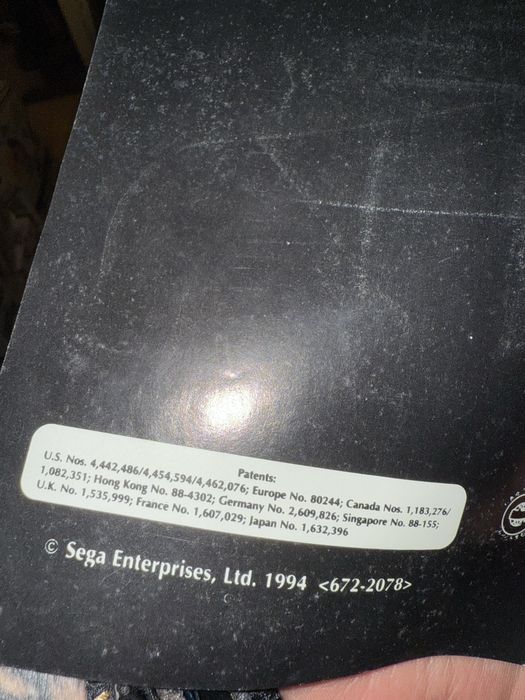 Patents:
U.S. Nos. 4,442,486/4,454,594/4,462,076; Europe No. 80244; Canada Nos. 1,183,276/
1,082,351; Hong Kong No. 88-4302; Germany No. 2,609,826; Singapore No. 88-155;
U.K. No. 1,535,999; France No. 1,607,029; Japan No. 1,632,396
© Sega Enterprises, Ltd. 1994 <672-2078>